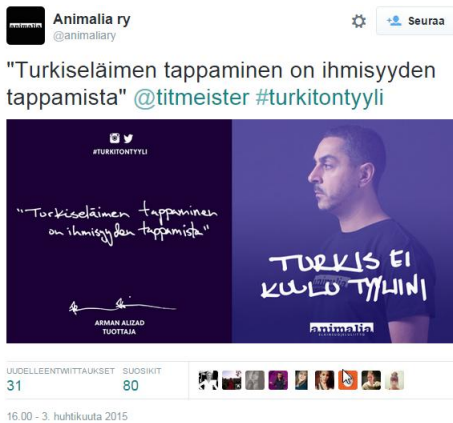 Animalia ry
@animaliary
Seuraa
"Turkiseläimen tappaminen on ihmisyyden
tappamista" @titmeister #turkitontyyli
#TURKITONTYYLI
"Turkiseläimen tappaminen
on ihmisyyden tappamista"
ARMAN ALIZAD
TUOTTAJA
TURKIS EI
KUULU TYYLIINI
animalia
UUDELLEENTWIITTAUKSET SUOSIKIT
31 80
16.00 - 3. huhtikuuta 2015